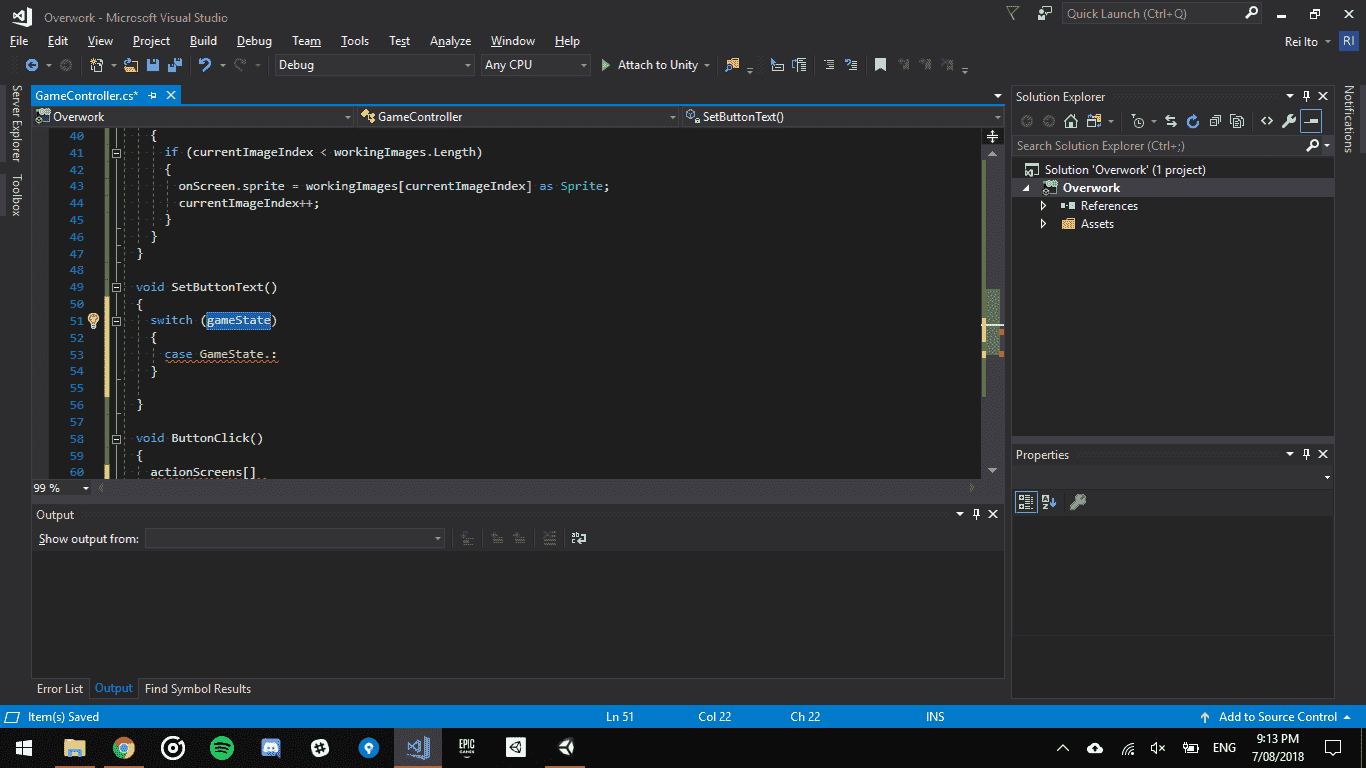 Overwork - Microsoft Visual Studio
Quick Launch (Ctrl+Q)
File Edit View Project Build Debug Team Tools Test Analyze Window Help
Rei Ito RI
Debug Any CPU Attach to Unity
Server Explorer
Toolbox
GameController.cs*
Overwork GameController SetButtonText()
40 {
41 if (currentImageIndex < workingImages.Length)
42 {
43 onScreen.sprite = workingImages[currentImageIndex] as Sprite;
44 currentImageIndex++;
45 }
46 }
47 }
48
49 void SetButtonText()
50 {
51 switch (gameState)
52 {
53 case GameState.:
54 }
55
56 }
57
58 void ButtonClick()
59 {
60 actionScreens[]
99 %
Output
Show output from:
Error List Output Find Symbol Results
Solution Explorer
Search Solution Explorer (Ctrl+;)
Solution 'Overwork' (1 project)
Overwork
References
Assets
Properties
Notifications
Item(s) Saved Ln 51 Col 22 Ch 22 INS Add to Source Control
EPIC GAMES
ENG
9:13 PM
7/08/2018